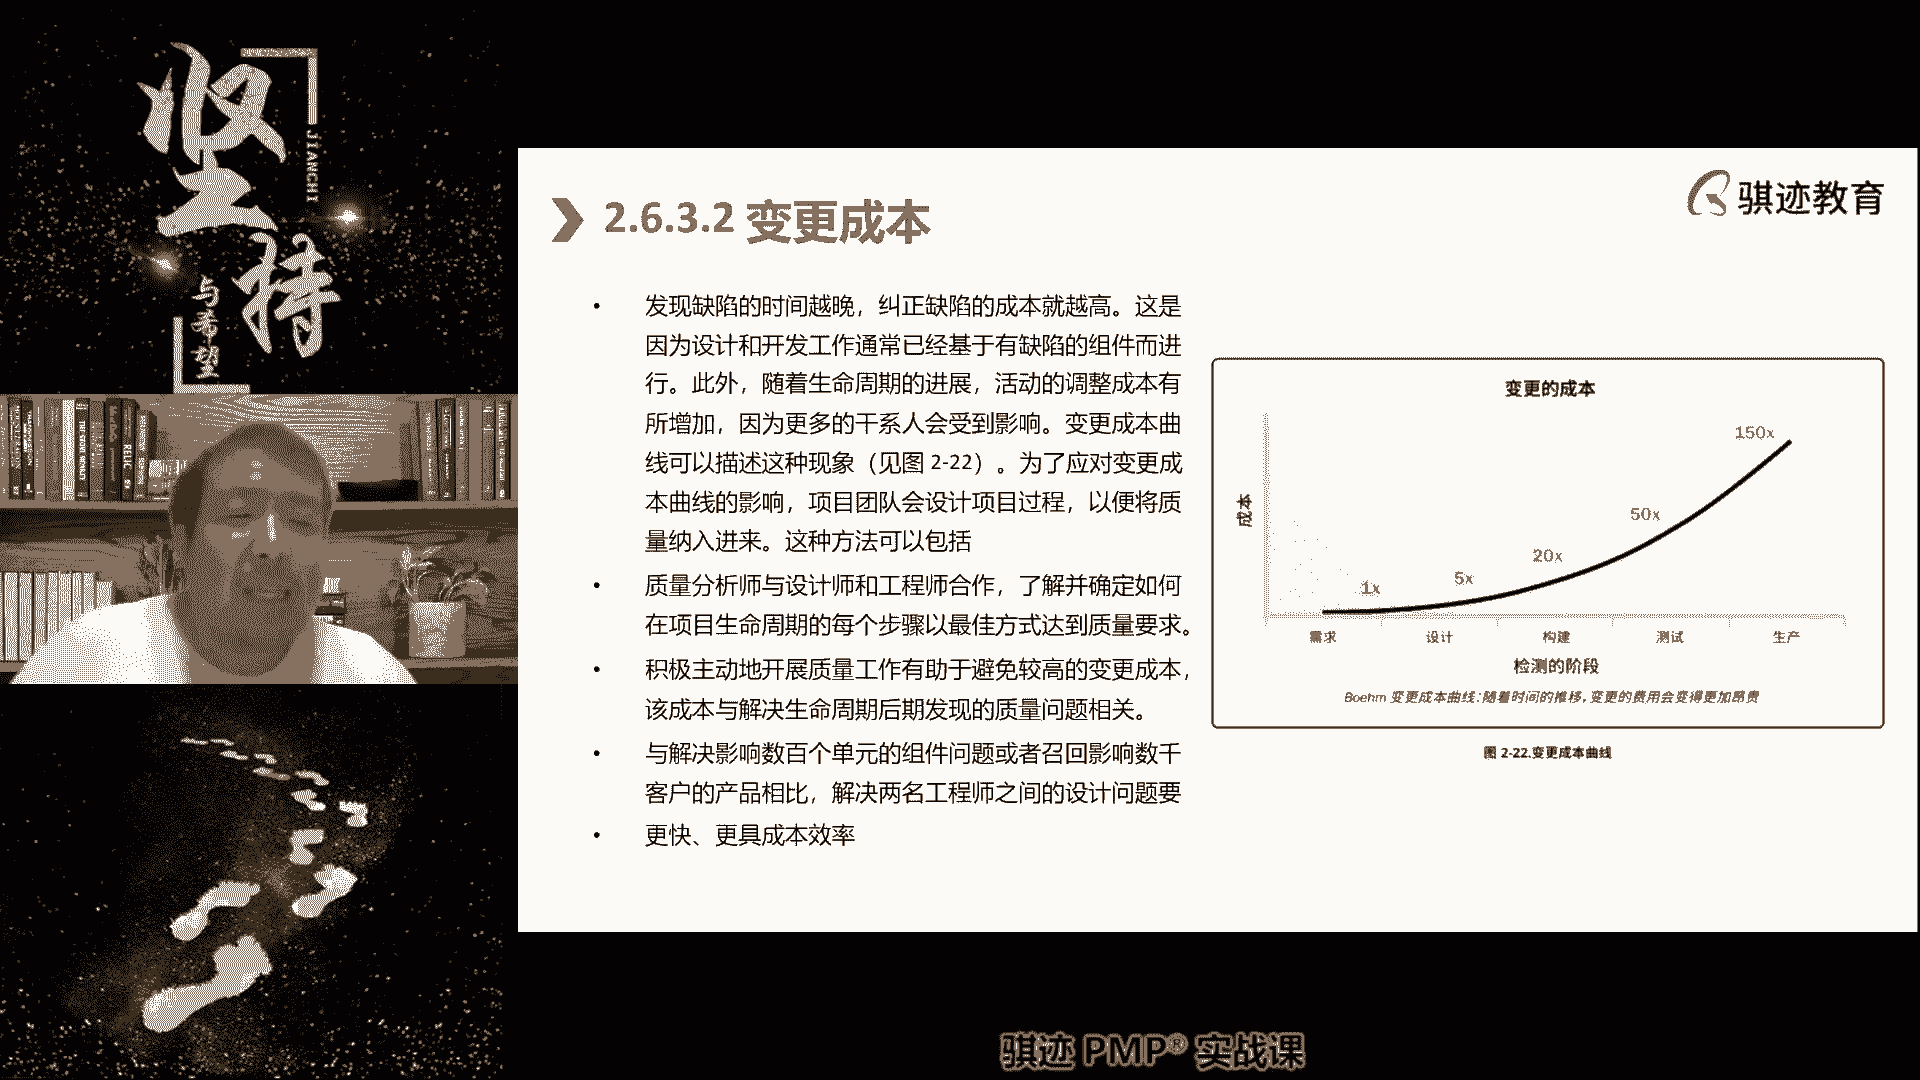 坚持
JIANCHI
与希望
RELIC
骐迹教育
2.6.3.2 变更成本
• 发现缺陷的时间越晚，纠正缺陷的成本就越高。这是
因为设计和开发工作通常已经基于有缺陷的组件而进
行。此外，随着生命周期的进展，活动的调整成本有
所增加，因为更多的干系人会受到影响。变更成本曲
线可以描述这种现象（见图 2-22）。为了应对变更成
本曲线的影响，项目团队会设计项目过程，以便将质
量纳入进来。这种方法可以包括
• 质量分析师与设计师和工程师合作，了解并确定如何
在项目生命周期的每个步骤以最佳方式达到质量要求。
• 积极主动地开展质量工作有助于避免较高的变更成本，
该成本与解决生命周期后期发现的质量问题相关。
• 与解决影响数百个单元的组件问题或者召回影响数千
客户的产品相比，解决两名工程师之间的设计问题要
• 更快、更具成本效率
变更的成本
150x
50x
20x
5x
1x
成本
需求 设计 构建 测试 生产
检测的阶段
Boehm 变更成本曲线：随着时间的推移，变更的费用会变得更加昂贵
图 2-22.变更成本曲线
骐迹 PMP® 实战课